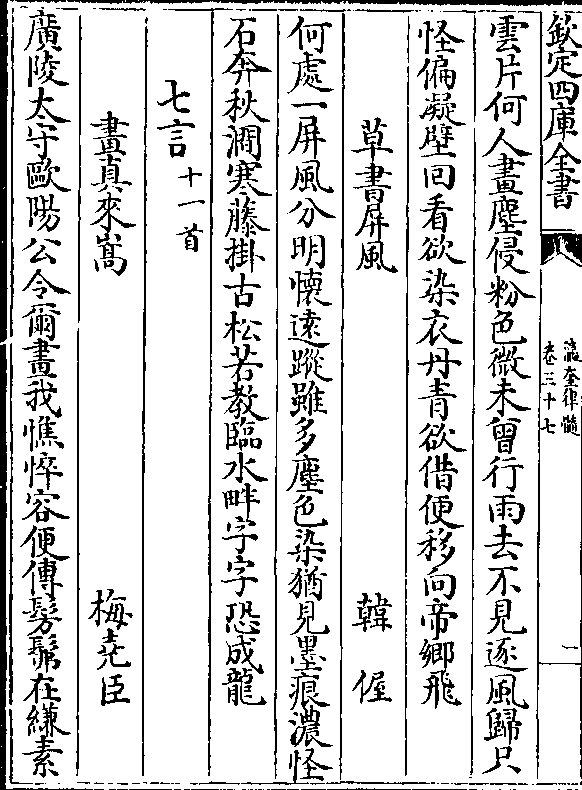 欽定四庫全書
瀛奎律髓
卷三十七
二
雲片何人畫塵侵粉色微未曾行雨去不見逐風歸只
怪偏凝壁回看欲染衣丹青欲借便移向帝鄉飛
草書屏風 韓偓
何處一屏風分明懷遠蹤雖多塵色染猶見墨痕濃怪
石奔秋澗寒藤掛古松若教臨水畔字字恐成龍
七言 十一首
畫真來嵩 梅堯臣
廣陵太守歐陽公令爾畫我憔悴容便傳髣髴在縑素